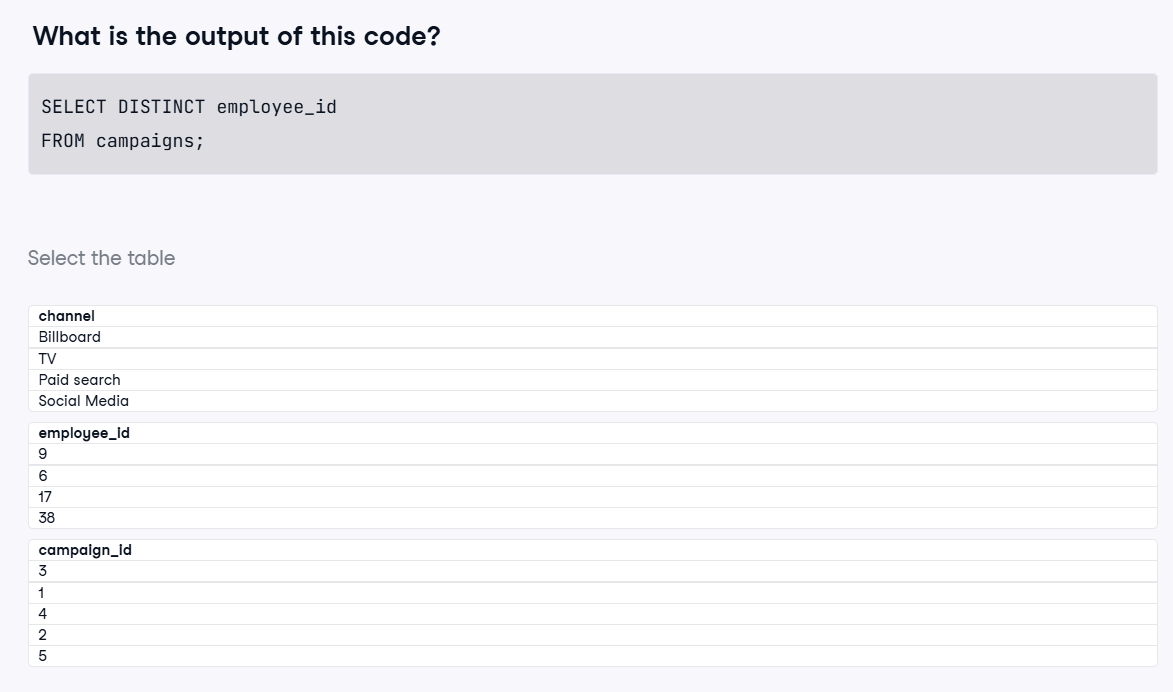 What is the output of this code?
SELECT DISTINCT employee_id
FROM campaigns;
Select the table
channel
Billboard
TV
Paid search
Social Media
employee_id
9
6
17
38
campaign_id
3
1
4
2
5